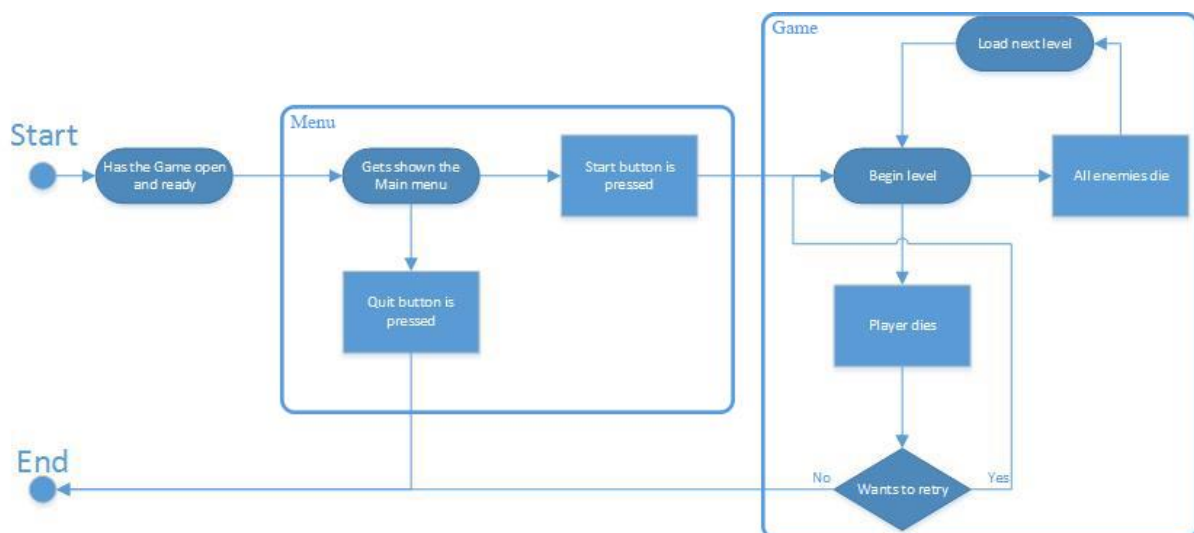 Game
Load next level
Menu
Start
Has the Game open
and ready
Gets shown the
Main menu
Start button is
pressed
Begin level
All enemies die
Quit button is
pressed
Player dies
End
No
Wants to retry
Yes